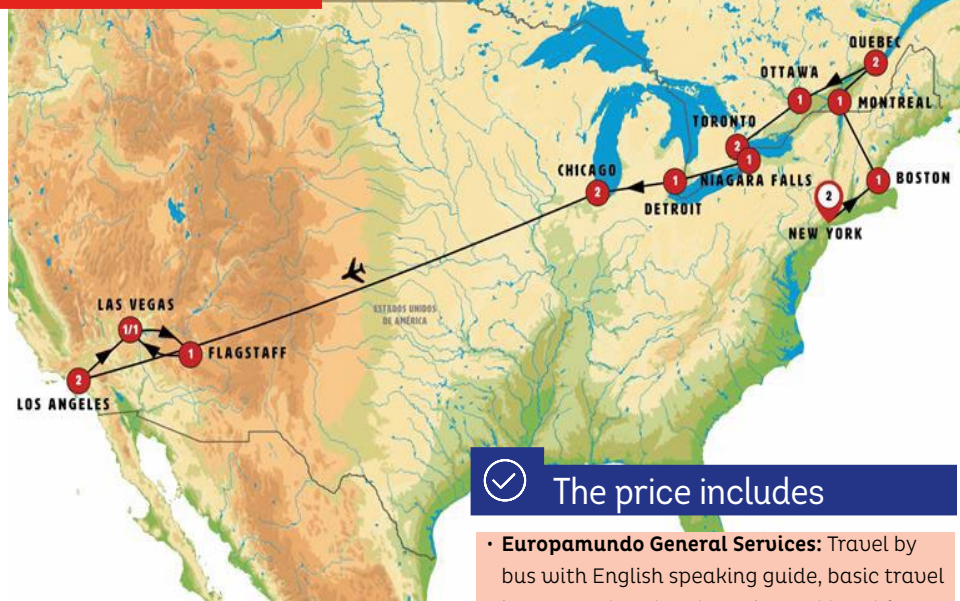 QUEBEC
2
OTTAWA
1
1
MONTREAL
TORONTO
2
1
NIAGARA FALLS
CHICAGO
2
1
DETROIT
1
BOSTON
2
NEW YORK
ESTADOS UNIDOS
DE AMÉRICA
LAS VEGAS
1/1
1
FLAGSTAFF
2
LOS ANGELES
The price includes
• Europamundo General Services: Travel by
bus with English speaking guide, basic travel